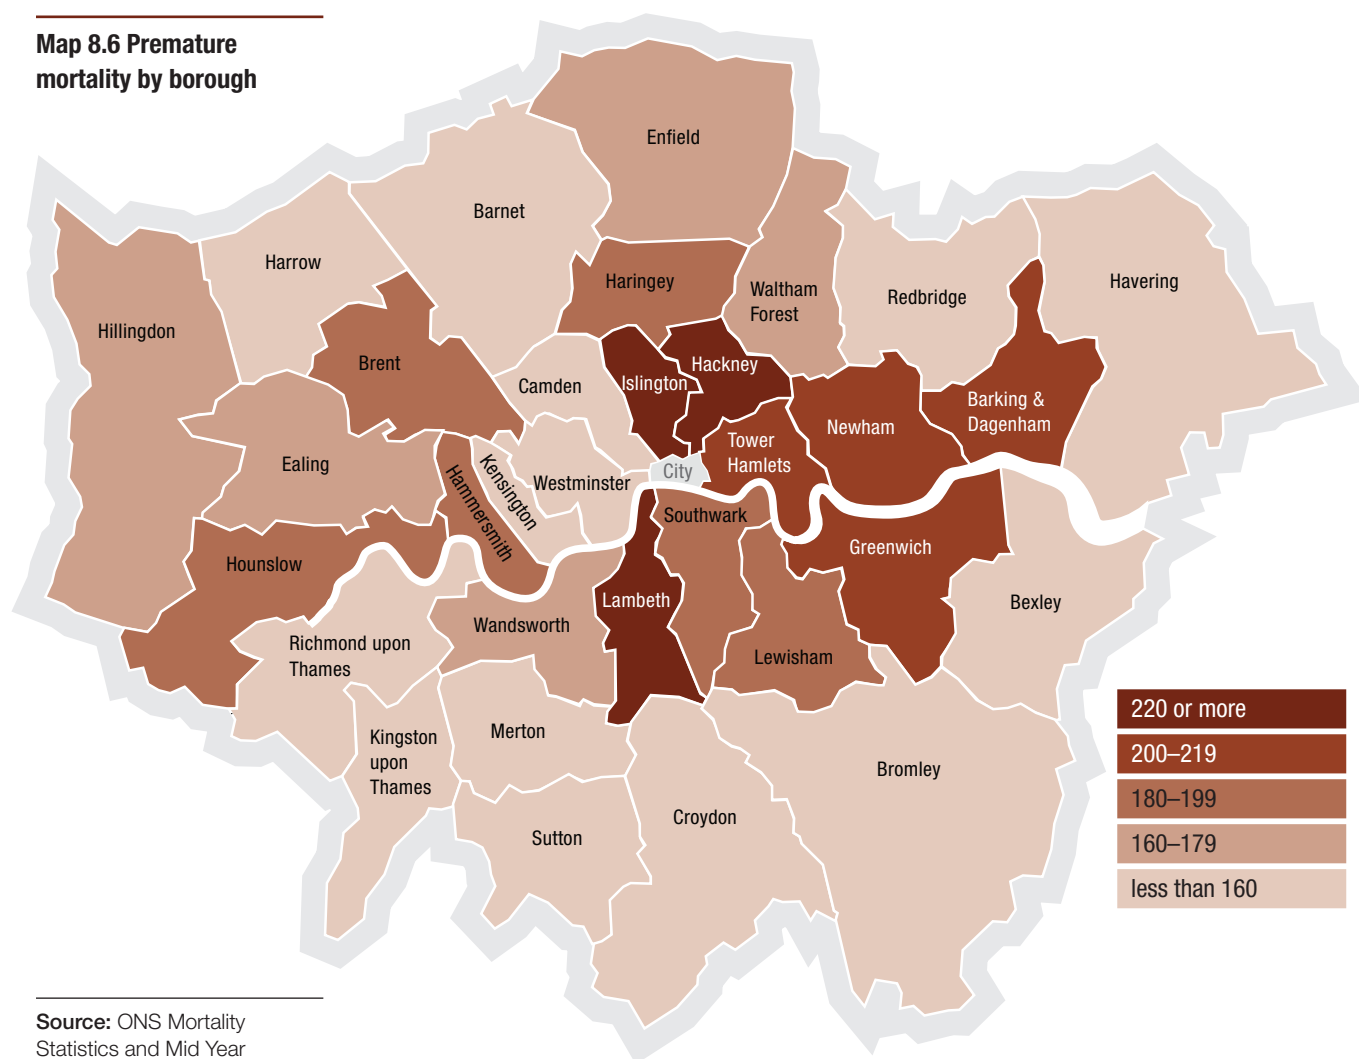 Map 8.6 Premature
mortality by borough
Enfield
Barnet
Harrow
Haringey
Waltham
Forest
Redbridge
Havering
Hillingdon
Brent
Camden
Islington
Hackney
Barking &
Dagenham
Newham
Tower
Hamlets
Ealing
Hammersmith
Kensington
Westminster
City
Southwark
Greenwich
Hounslow
Lambeth
Bexley
Wandsworth
Richmond upon
Thames
Lewisham
Kingston
upon
Thames
Merton
Bromley
Croydon
Sutton
220 or more
200–219
180–199
160–179
less than 160
Source: ONS Mortality
Statistics and Mid Year